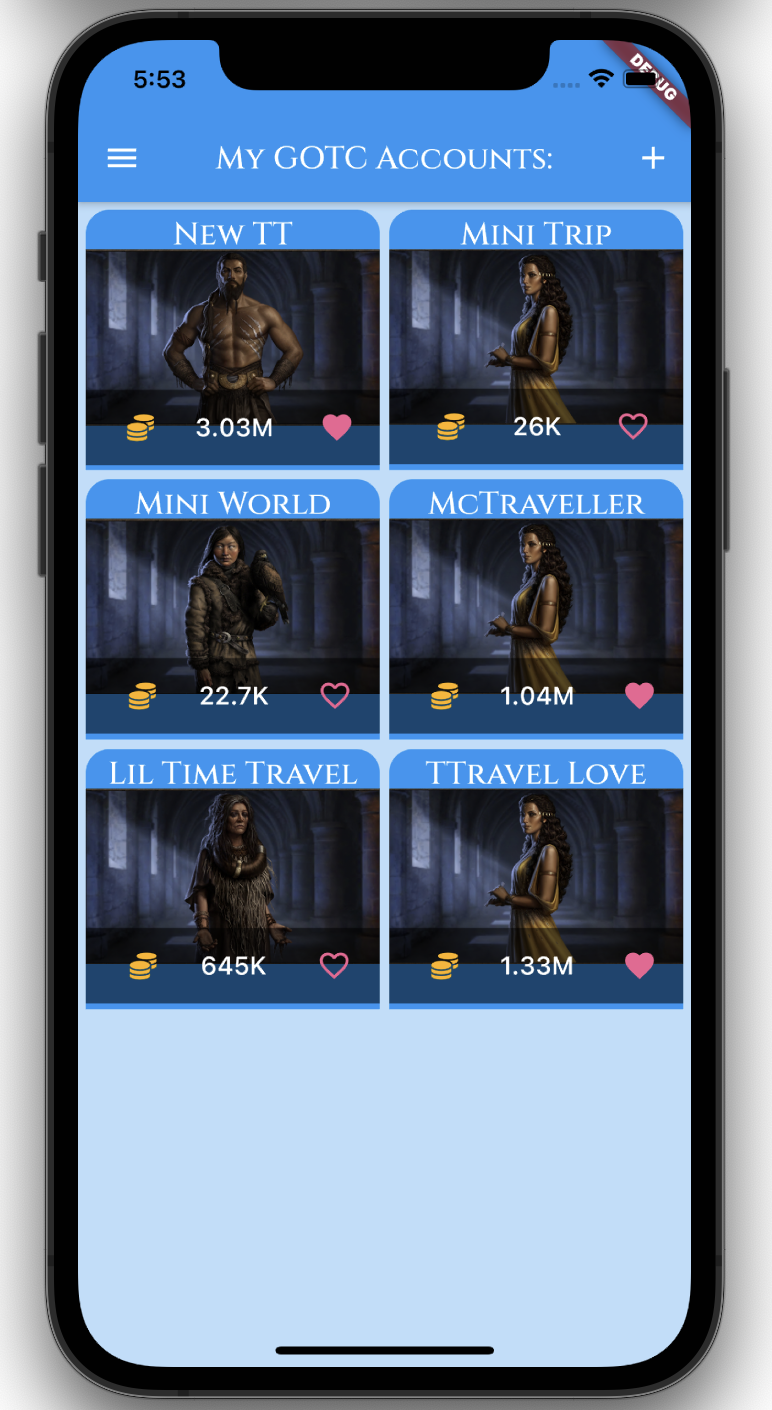 5:53
DEBUG
My GOTC Accounts:
New TT
Mini Trip
3.03M
26K
Mini World
McTraveller
22.7K
1.04M
Lil Time Travel
TTravel Love
645K
1.33M